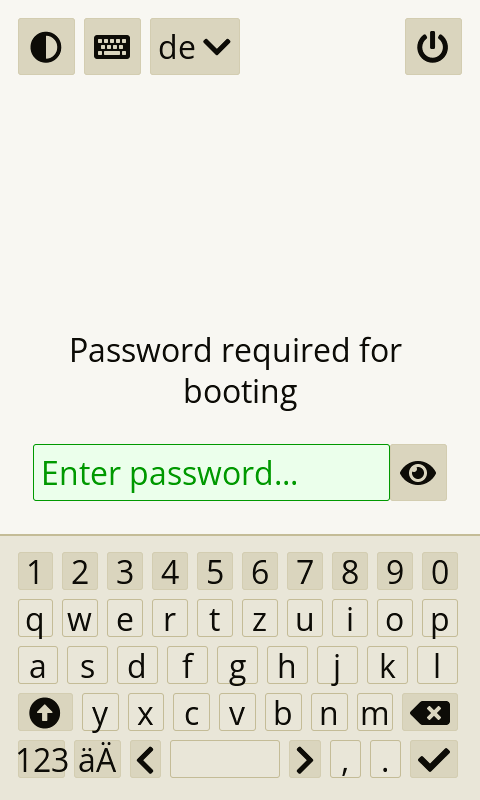 de
Password required for
booting
Enter password...
1 2 3 4 5 6 7 8 9 0
q w e r t z u i o p
a s d f g h j k l
y x c v b n m
123 äÄ , .